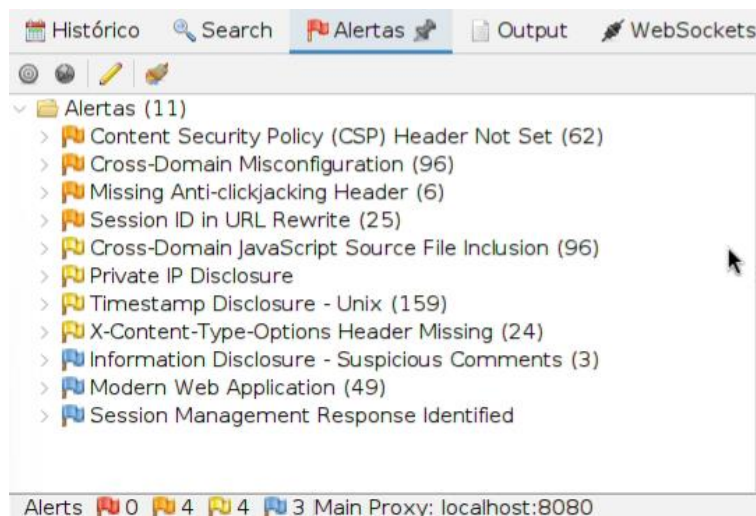 Histórico Search Alertas Output WebSockets
Alertas (11)
Content Security Policy (CSP) Header Not Set (62)
Cross-Domain Misconfiguration (96)
Missing Anti-clickjacking Header (6)
Session ID in URL Rewrite (25)
Cross-Domain JavaScript Source File Inclusion (96)
Private IP Disclosure
Timestamp Disclosure - Unix (159)
X-Content-Type-Options Header Missing (24)
Information Disclosure - Suspicious Comments (3)
Modern Web Application (49)
Session Management Response Identified
Alerts 0 4 4 3 Main Proxy: localhost:8080